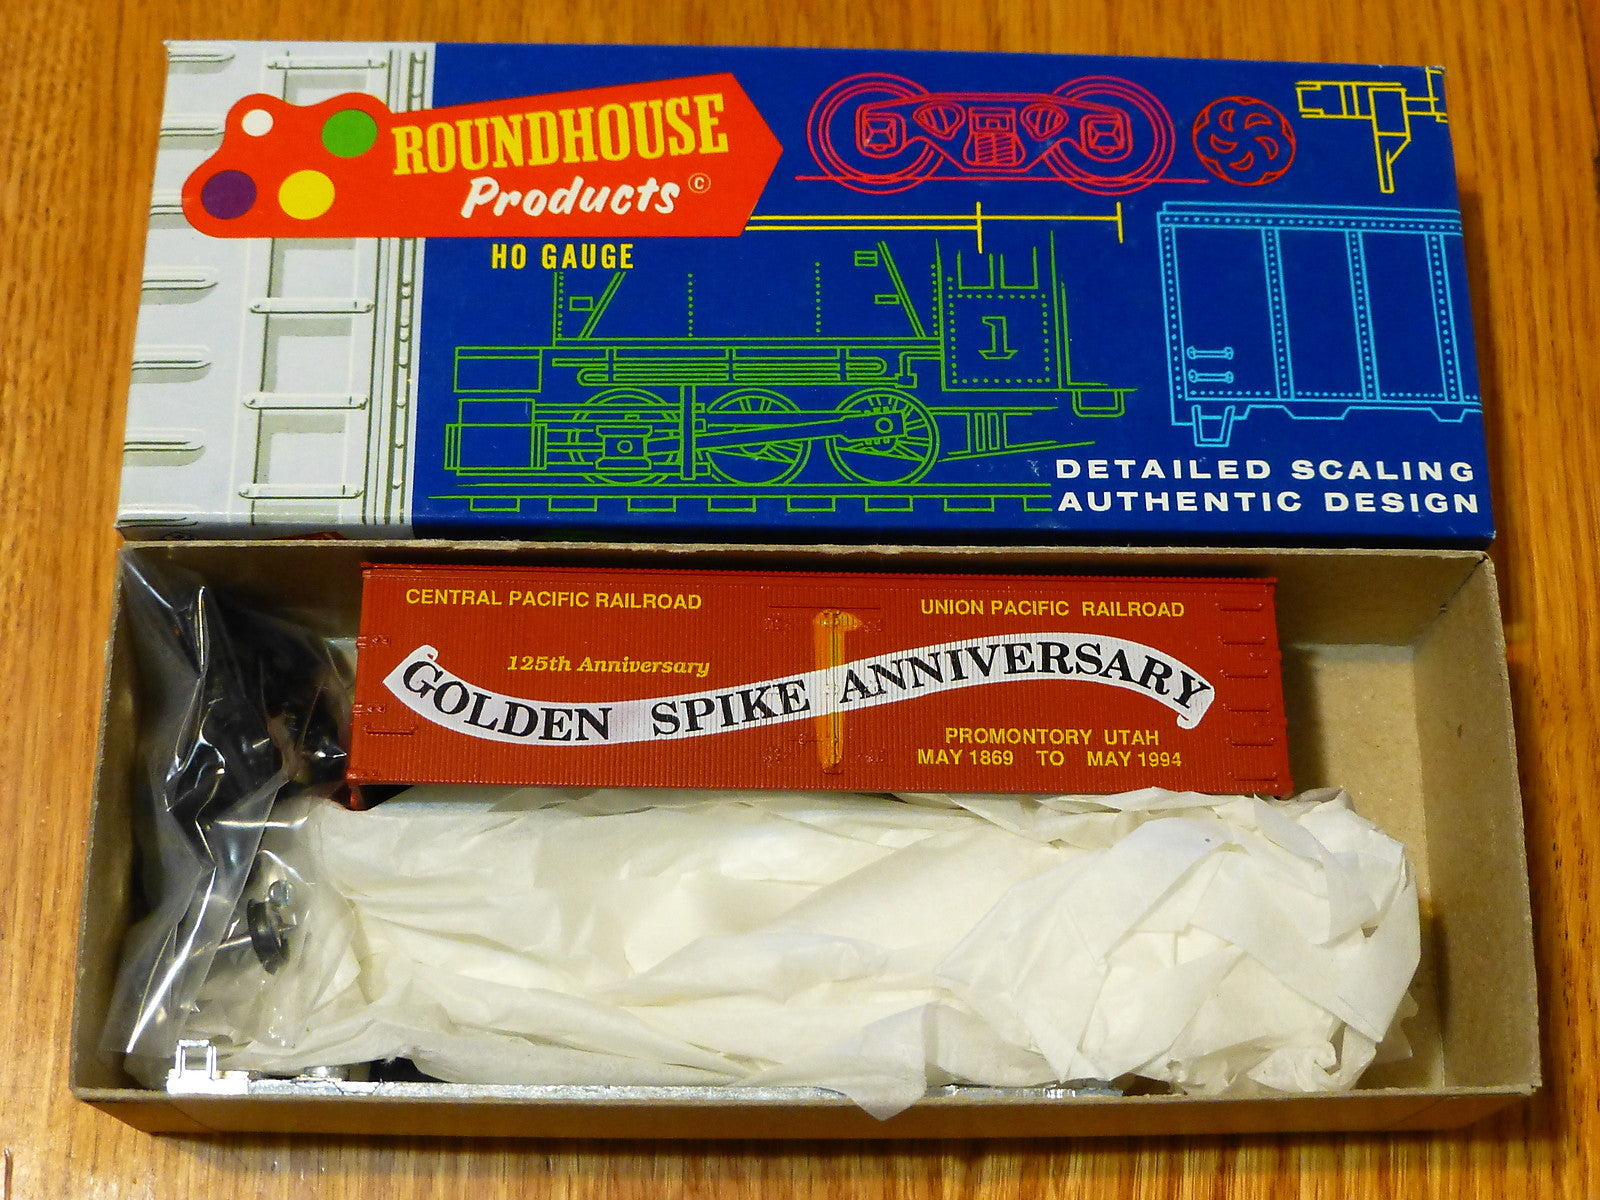 ROUNDHOUSE
Products ©
HO GAUGE
1
DETAILED SCALING
AUTHENTIC DESIGN
CENTRAL PACIFIC RAILROAD
UNION PACIFIC RAILROAD
125th Anniversary
GOLDEN SPIKE ANNIVERSARY
PROMONTORY UTAH
MAY 1869 TO MAY 1994